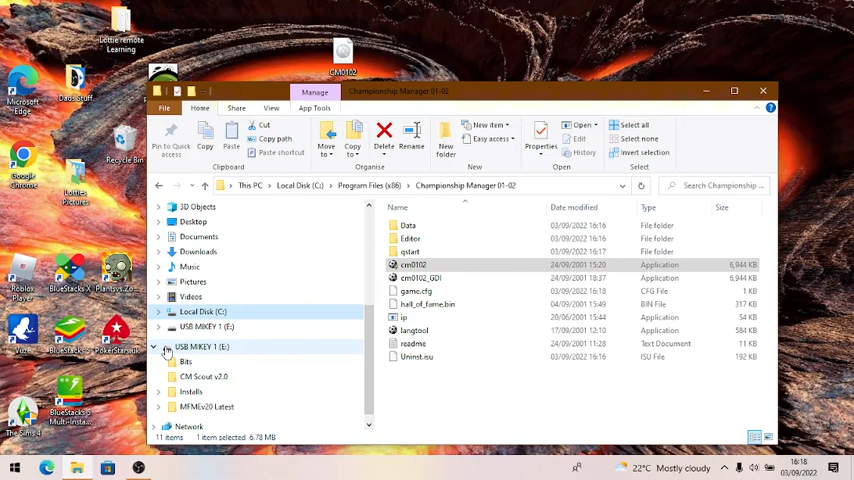 Lottie remote
Learning
CM0102
Microsoft
Edge
Dads Stuff
Recycle Bin
Google
Chrome
Lotties
Pictures
Roblox
Player
BlueStacks X
Plantsvs.Zo...
Vuze
BlueStacks 5
PokerStars.uk
The Sims 4
BlueStacks 5
Multi-Insta...
Manage
Championship Manager 01-02
File
Home
Share
View
App Tools
Pin to Quick
access
Copy
Paste
Cut
Copy path
Paste shortcut
Clipboard
Move
to
Copy
to
Delete
Rename
Organise
New
folder
New item
Easy access
New
Properties
Open
Edit
History
Open
Select all
Select none
Invert selection
Select
This PC
Local Disk (C:)
Program Files (x86)
Championship Manager 01-02
Search Championship ...
3D Objects
Desktop
Documents
Downloads
Music
Pictures
Videos
Local Disk (C:)
USB MIKEY 1 (E:)
USB MIKEY 1 (E:)
Bits
CM Scout v2.0
Installs
MFMEv20 Latest
Network
Name Date modified Type Size
Data 03/09/2022 16:16 File folder
Editor 03/09/2022 16:16 File folder
qstart 03/09/2022 16:16 File folder
cm0102 24/09/2001 15:20 Application 6,944 KB
cm0102_GDI 24/09/2001 18:37 Application 6,944 KB
game.cfg 03/09/2022 16:16 CFG File 1 KB
hall_of_fame.bin 04/09/2001 15:49 BIN File 317 KB
ip 20/06/2001 15:49 Application 45 KB
langtool 17/09/2001 12:10 Application 584 KB
readme 24/09/2001 11:28 Text Document 11 KB
Uninst.isu 03/09/2022 16:16 ISU File 192 KB
11 items 1 item selected 6.78 MB
22°C Mostly cloudy
16:18
03/09/2022